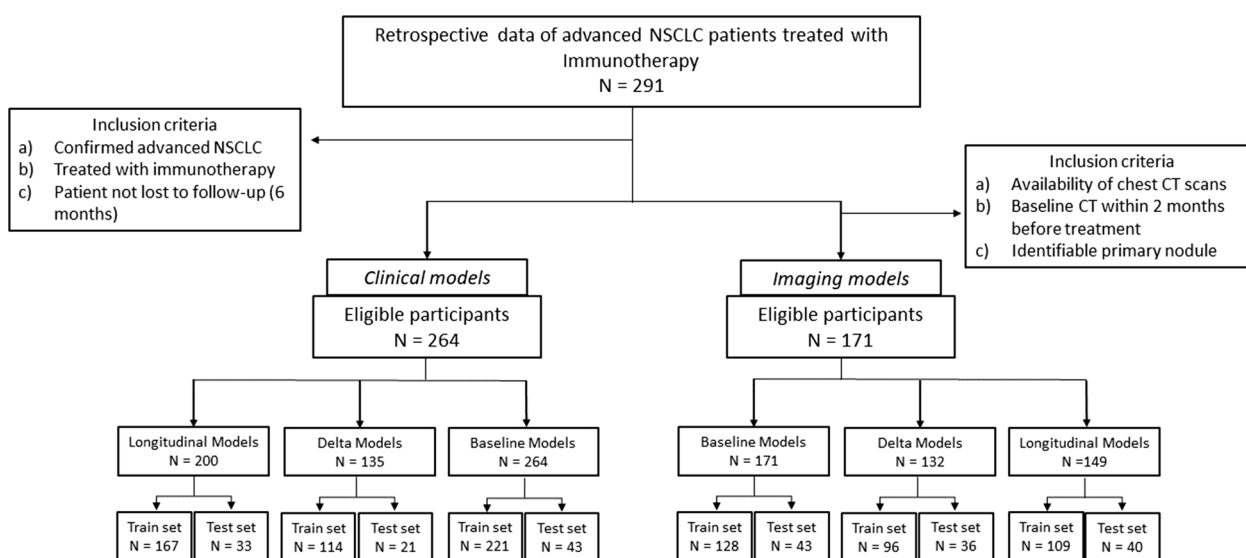 Retrospective data of advanced NSCLC patients treated with
Immunotherapy
N = 291
Inclusion criteria
a) Confirmed advanced NSCLC
b) Treated with immunotherapy
c) Patient not lost to follow-up (6
months)
Inclusion criteria
a) Availability of chest CT scans
b) Baseline CT within 2 months
before treatment
c) Identifiable primary nodule
Clinical models
Eligible participants
N = 264
Imaging models
Eligible participants
N = 171
Longitudinal Models
N = 200
Delta Models
N = 135
Baseline Models
N = 264
Baseline Models
N = 171
Delta Models
N = 132
Longitudinal Models
N =149
Train set
N = 167
Test set
N = 33
Train set
N = 114
Test set
N = 21
Train set
N = 221
Test set
N = 43
Train set
N = 128
Test set
N = 43
Train set
N = 96
Test set
N = 36
Train set
N = 109
Test set
N = 40